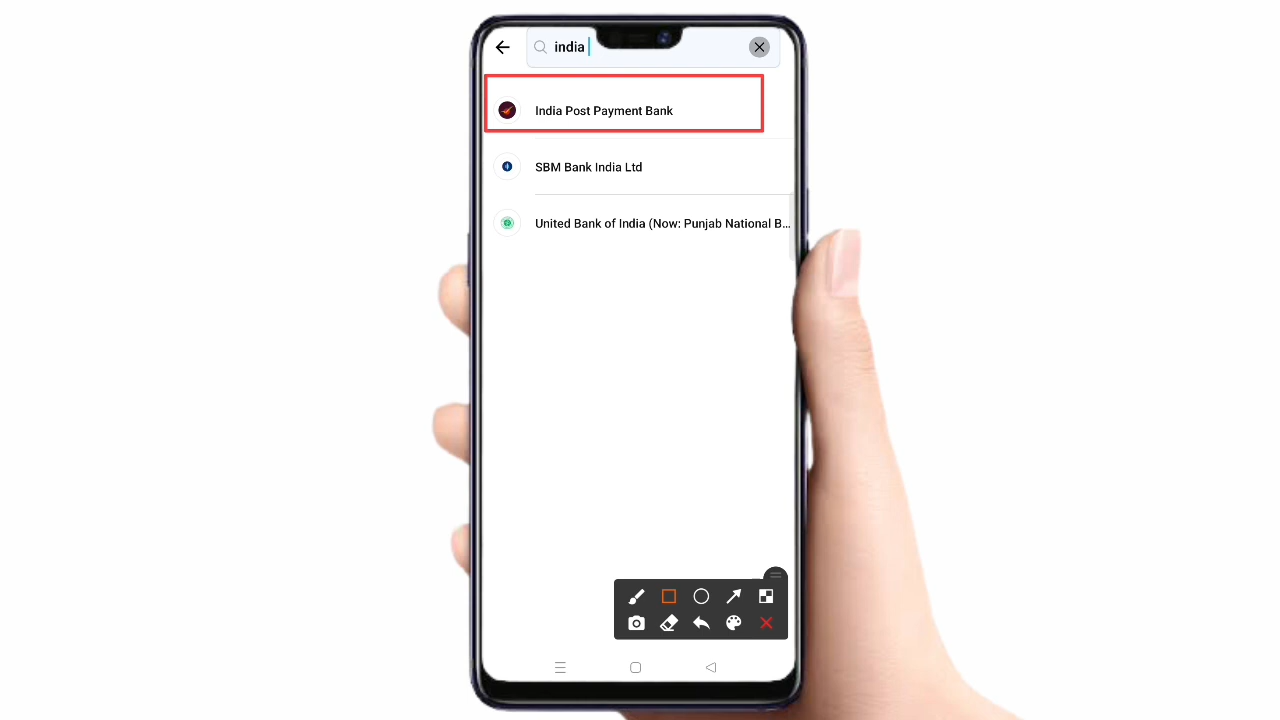 india
India Post Payment Bank
SBM Bank India Ltd
United Bank of India (Now: Punjab National B...